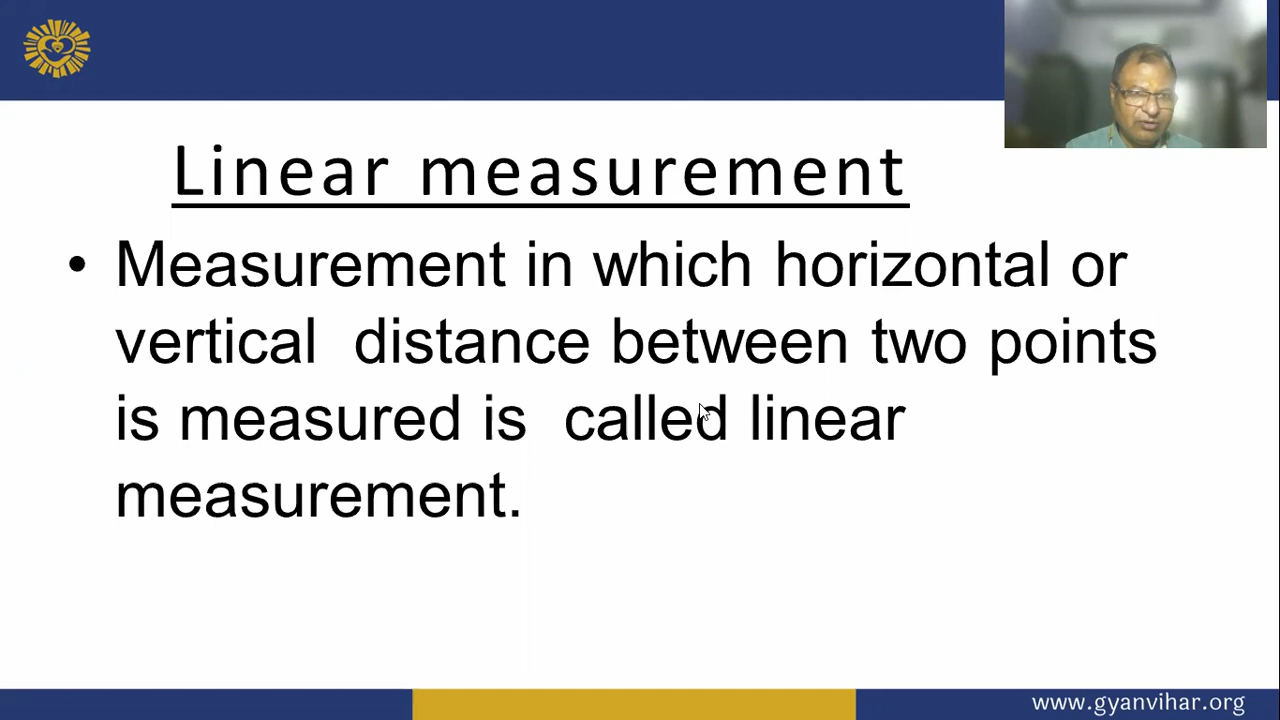 Linear measurement
• Measurement in which horizontal or
vertical distance between two points
is measured is called linear
measurement.
www.gyanvihar.org